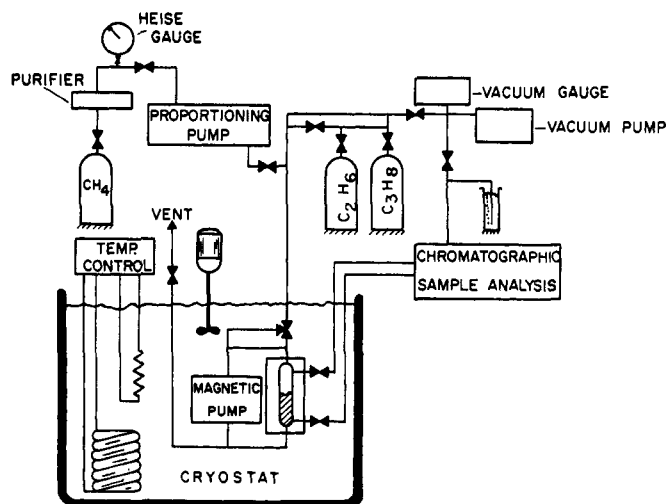 HEISE
GAUGE
PURIFIER
PROPORTIONING
PUMP
VACUUM GAUGE
VACUUM PUMP
CH4
C2H6
C3H8
VENT
TEMP.
CONTROL
CHROMATOGRAPHIC
SAMPLE ANALYSIS
MAGNETIC
PUMP
CRYOSTAT